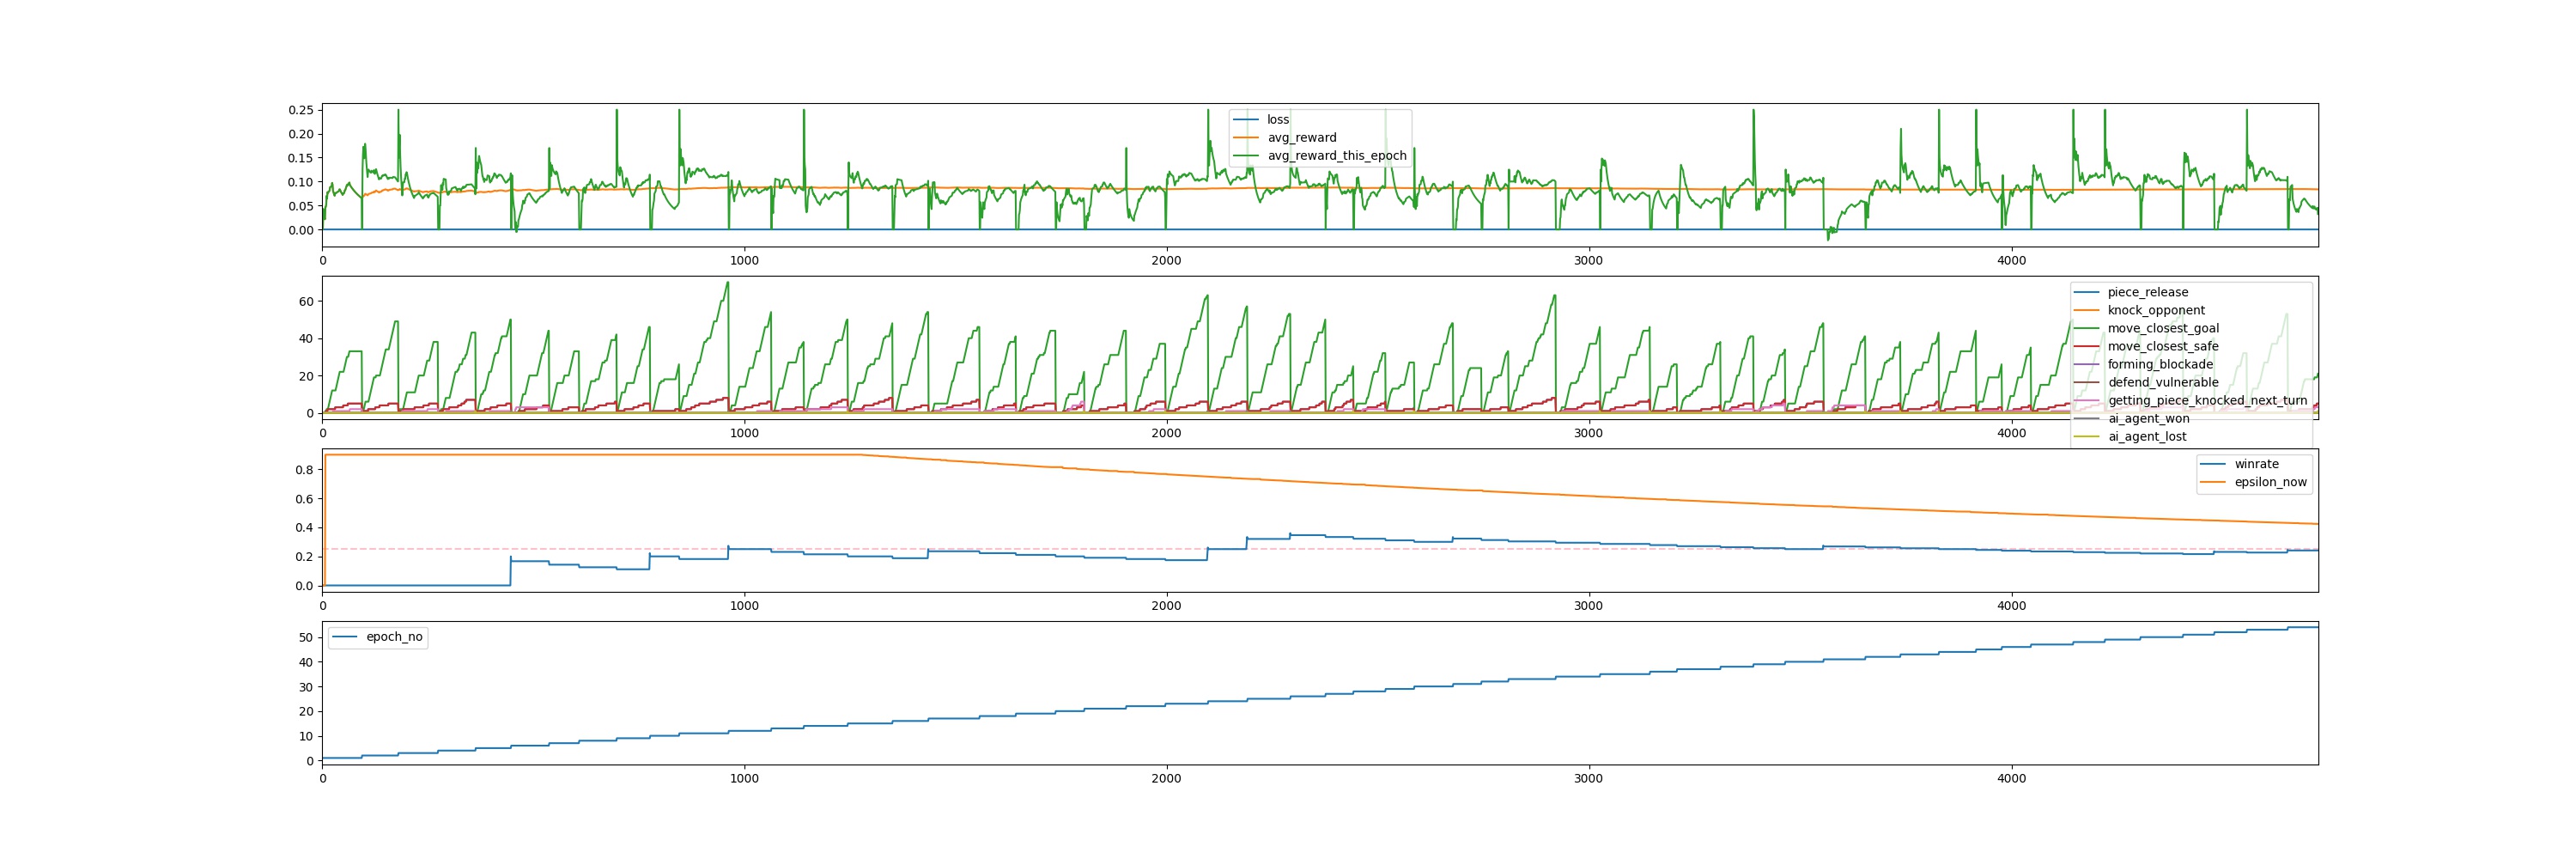 0.25
0.20
0.15
0.10
0.05
0.00
loss
avg_reward
avg_reward_this_epoch
0 1000 2000 3000 4000
60
40
20
0
piece_release
knock_opponent
move_closest_goal
move_closest_safe
forming_blockade
defend_vulnerable
getting_piece_knocked_next_turn
ai_agent_won
ai_agent_lost
0 1000 2000 3000 4000
0.8
0.6
0.4
0.2
0.0
winrate
epsilon_now
0 1000 2000 3000 4000
50
40
30
20
10
0
epoch_no
0 1000 2000 3000 4000